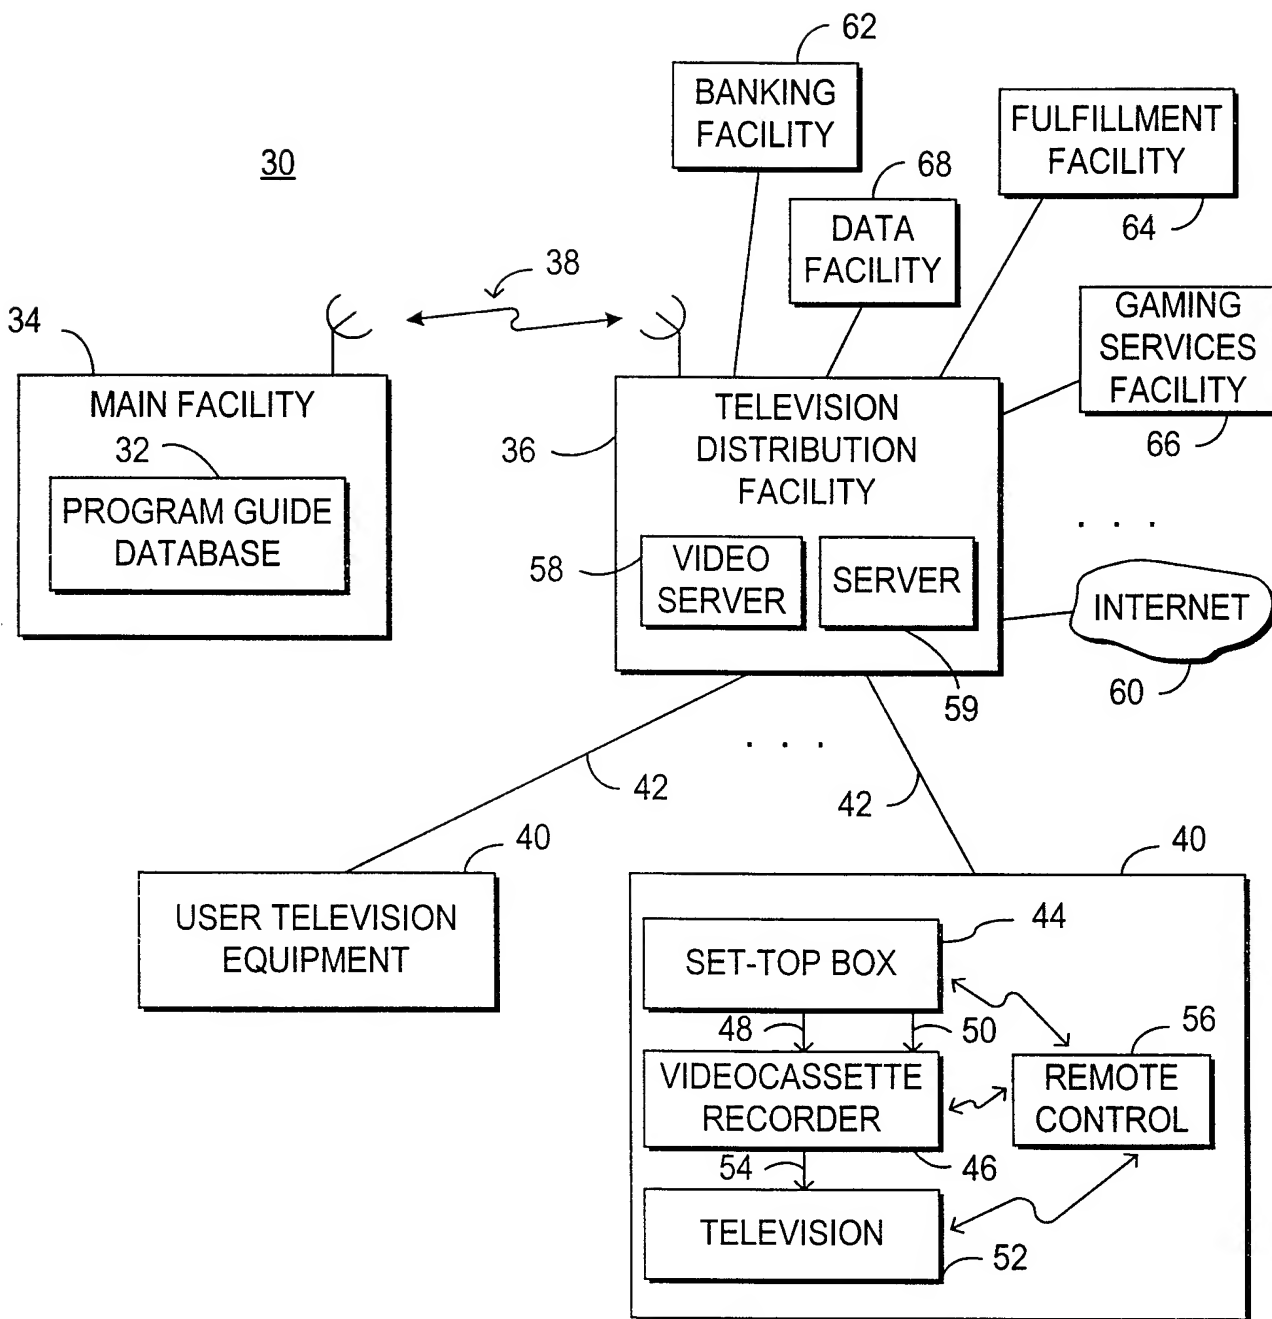 62
BANKING
FACILITY
FULFILLMENT
FACILITY
64
30
68
DATA
FACILITY
38
34
GAMING
SERVICES
FACILITY
66
MAIN FACILITY
32
PROGRAM GUIDE
DATABASE
36
TELEVISION
DISTRIBUTION
FACILITY
58
VIDEO
SERVER
SERVER
59
. . .
INTERNET
60
. . .
42
42
40
USER TELEVISION
EQUIPMENT
40
44
SET-TOP BOX
48
50
56
VIDEOCASSETTE
RECORDER
REMOTE
CONTROL
54
46
TELEVISION
52